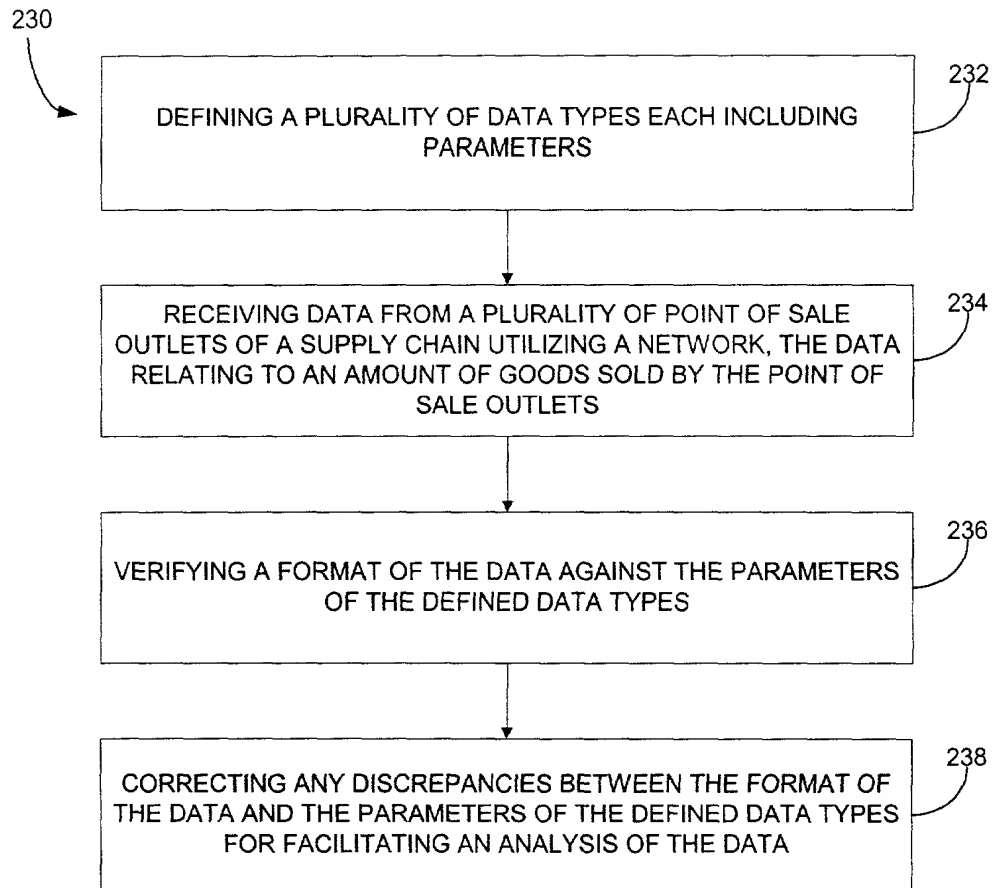 230
232
DEFINING A PLURALITY OF DATA TYPES EACH INCLUDING
PARAMETERS
234
RECEIVING DATA FROM A PLURALITY OF POINT OF SALE
OUTLETS OF A SUPPLY CHAIN UTILIZING A NETWORK, THE DATA
RELATING TO AN AMOUNT OF GOODS SOLD BY THE POINT OF
SALE OUTLETS
236
VERIFYING A FORMAT OF THE DATA AGAINST THE PARAMETERS
OF THE DEFINED DATA TYPES
238
CORRECTING ANY DISCREPANCIES BETWEEN THE FORMAT OF
THE DATA AND THE PARAMETERS OF THE DEFINED DATA TYPES
FOR FACILITATING AN ANALYSIS OF THE DATA